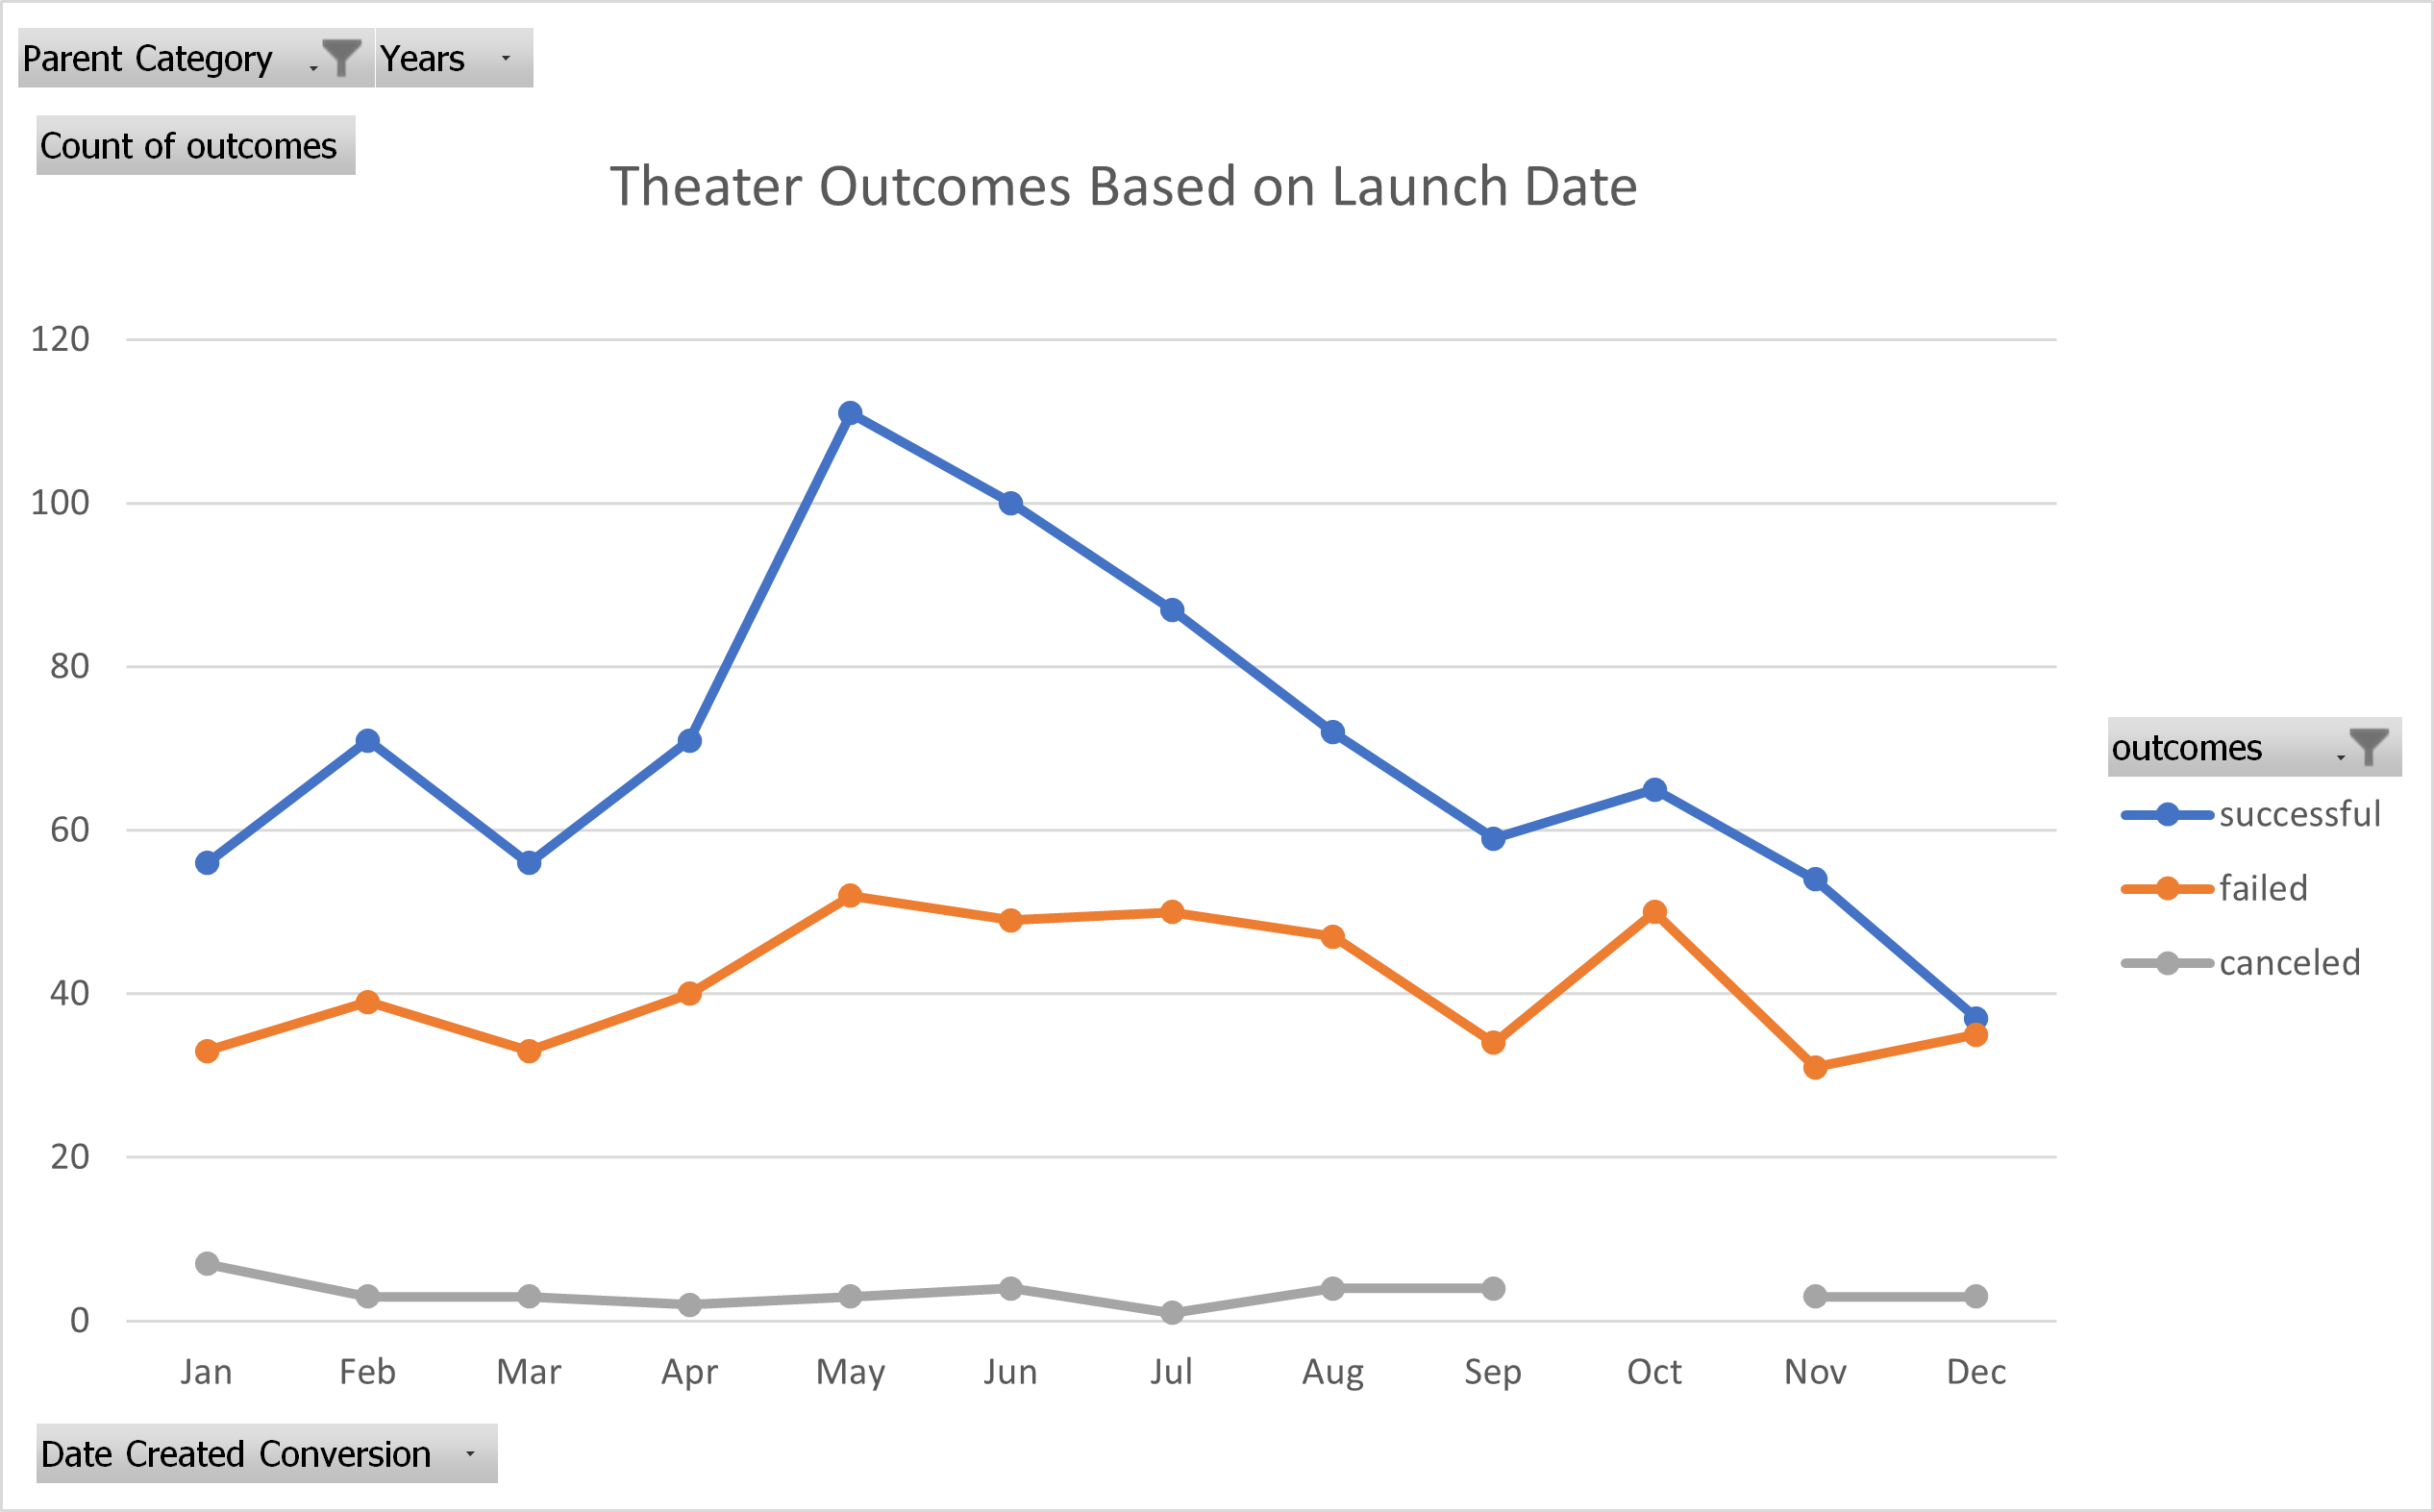 Parent Category Years
Count of outcomes
Theater Outcomes Based on Launch Date
120
100
80
60
40
20
0
Jan Feb Mar Apr May Jun Jul Aug Sep Oct Nov Dec
outcomes
successful
failed
canceled
Date Created Conversion